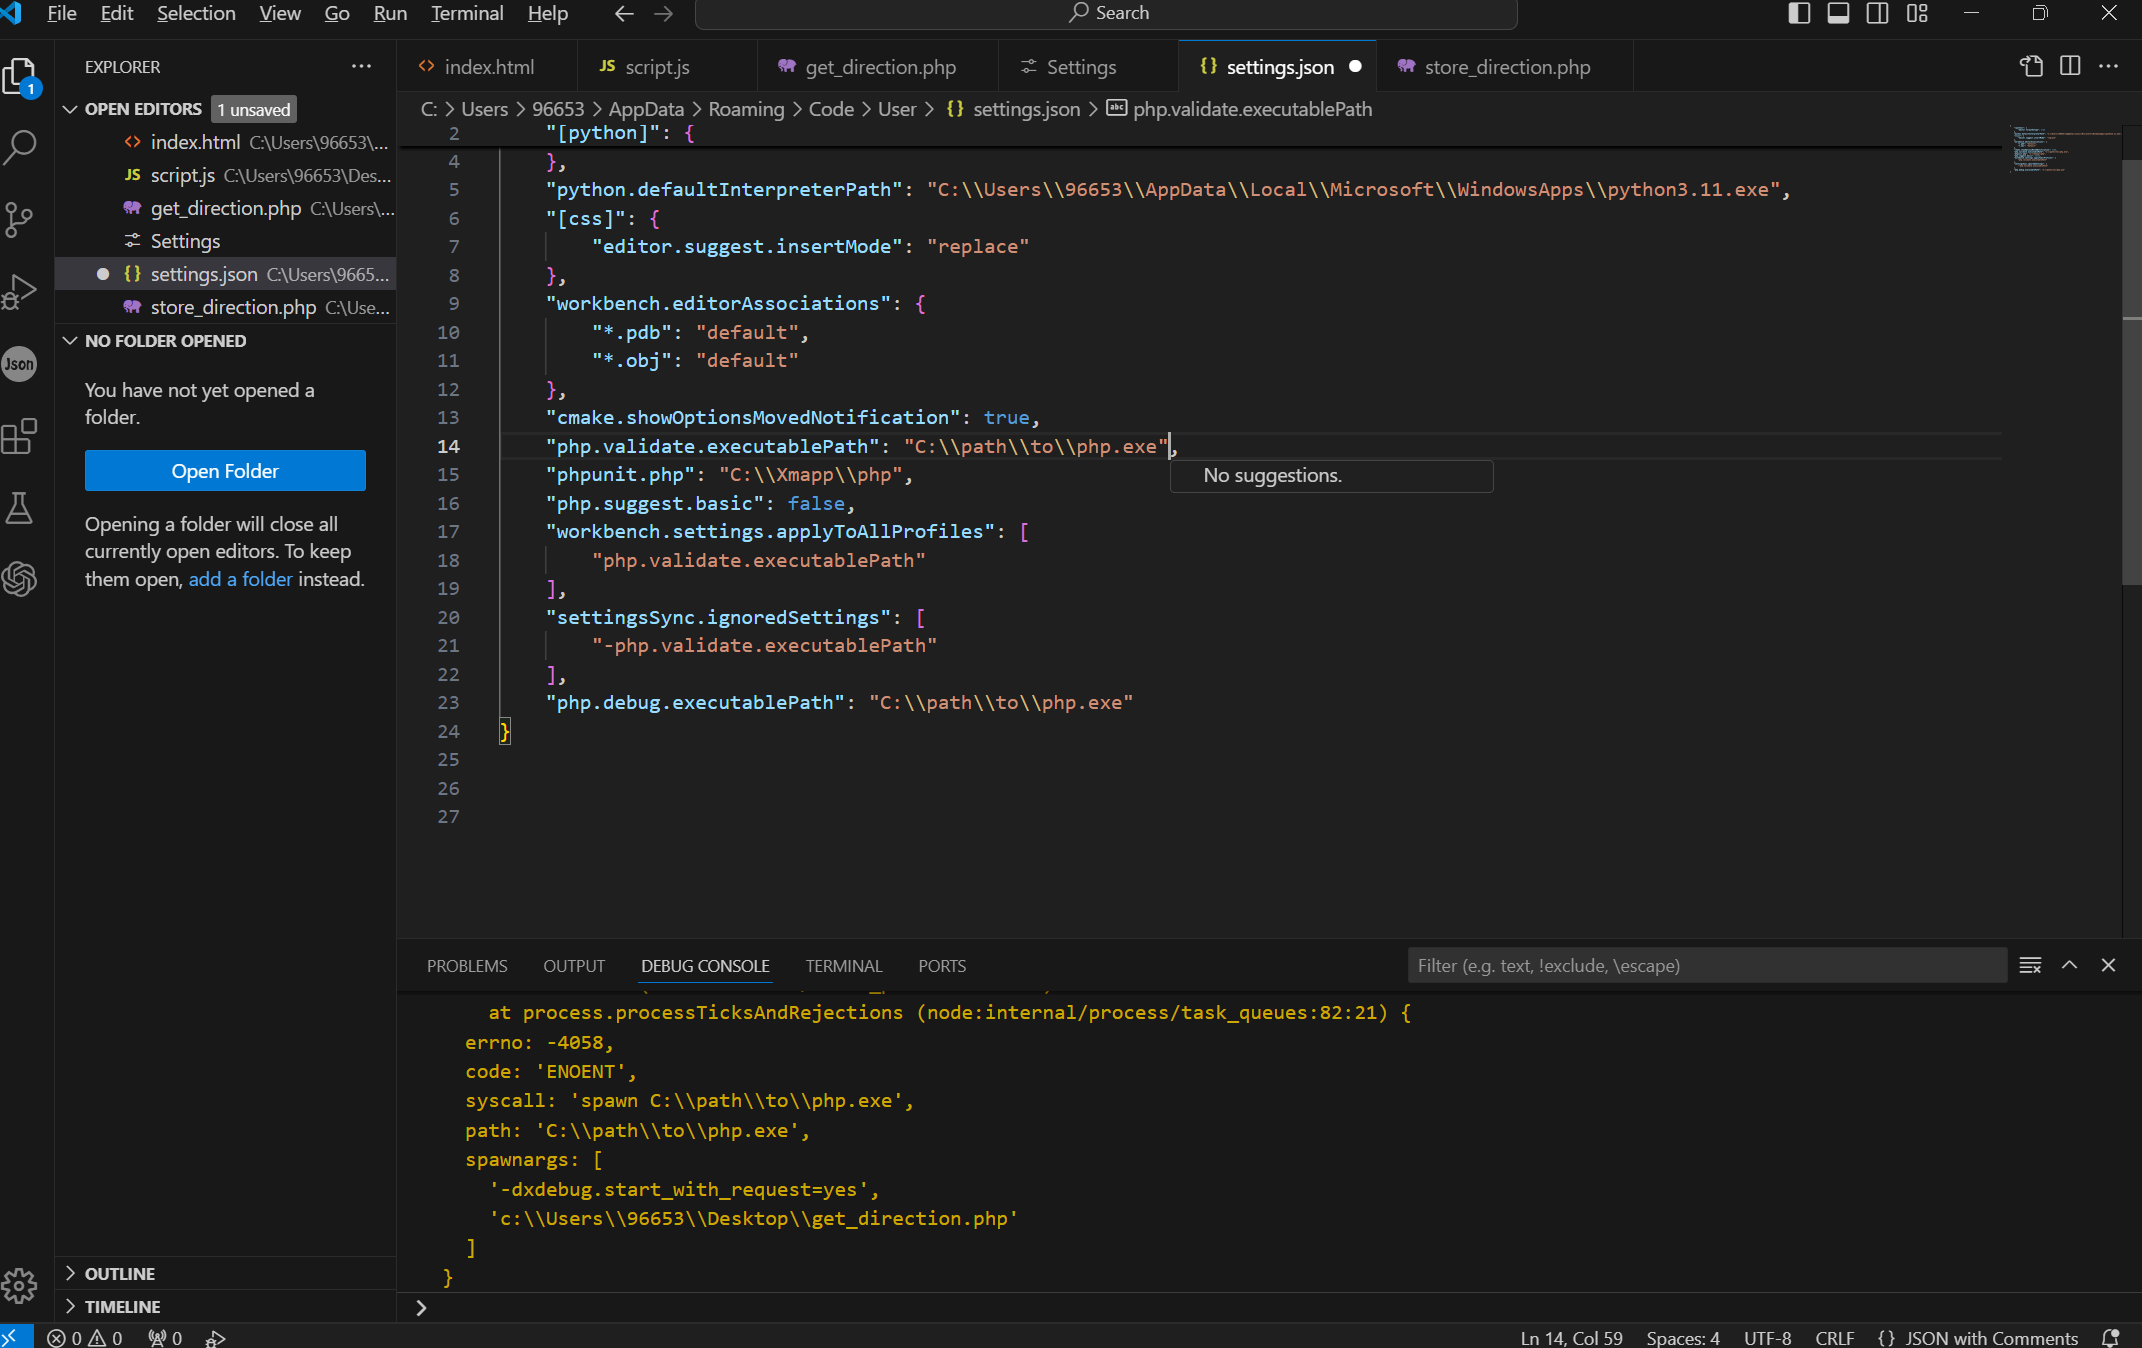 File Edit Selection View Go Run Terminal Help
Search
EXPLORER
index.html
JS script.js
get_direction.php
Settings
{} settings.json
store_direction.php
OPEN EDITORS 1 unsaved
index.html C:\Users\96653\...
JS script.js C:\Users\96653\Des...
get_direction.php C:\Users\...
Settings
{} settings.json C:\Users\9665...
store_direction.php C:\Use...
NO FOLDER OPENED
You have not yet opened a
folder.
Open Folder
Opening a folder will close all
currently open editors. To keep
them open, add a folder instead.
OUTLINE
TIMELINE
1
Json
C: > Users > 96653 > AppData > Roaming > Code > User > {} settings.json > abc php.validate.executablePath
2 "[python]": {
4 },
5 "python.defaultInterpreterPath": "C:\\Users\\96653\\AppData\\Local\\Microsoft\\WindowsApps\\python3.11.exe",
6 "[css]": {
7 "editor.suggest.insertMode": "replace"
8 },
9 "workbench.editorAssociations": {
10 "*.pdb": "default",
11 "*.obj": "default"
12 },
13 "cmake.showOptionsMovedNotification": true,
14 "php.validate.executablePath": "C:\\path\\to\\php.exe",
15 "phpunit.php": "C:\\Xmapp\\php",
No suggestions.
16 "php.suggest.basic": false,
17 "workbench.settings.applyToAllProfiles": [
18 "php.validate.executablePath"
19 ],
20 "settingsSync.ignoredSettings": [
21 "-php.validate.executablePath"
22 ],
23 "php.debug.executablePath": "C:\\path\\to\\php.exe"
24 }
25
26
27
PROBLEMS OUTPUT DEBUG CONSOLE TERMINAL PORTS
Filter (e.g. text, !exclude, \escape)
at process.processTicksAndRejections (node:internal/process/task_queues:82:21) {
errno: -4058,
code: 'ENOENT',
syscall: 'spawn C:\\path\\to\\php.exe',
path: 'C:\\path\\to\\php.exe',
spawnargs: [
'-dxdebug.start_with_request=yes',
'c:\\Users\\96653\\Desktop\\get_direction.php'
]
}
0 0 0
Ln 14, Col 59 Spaces: 4 UTF-8 CRLF {} JSON with Comments